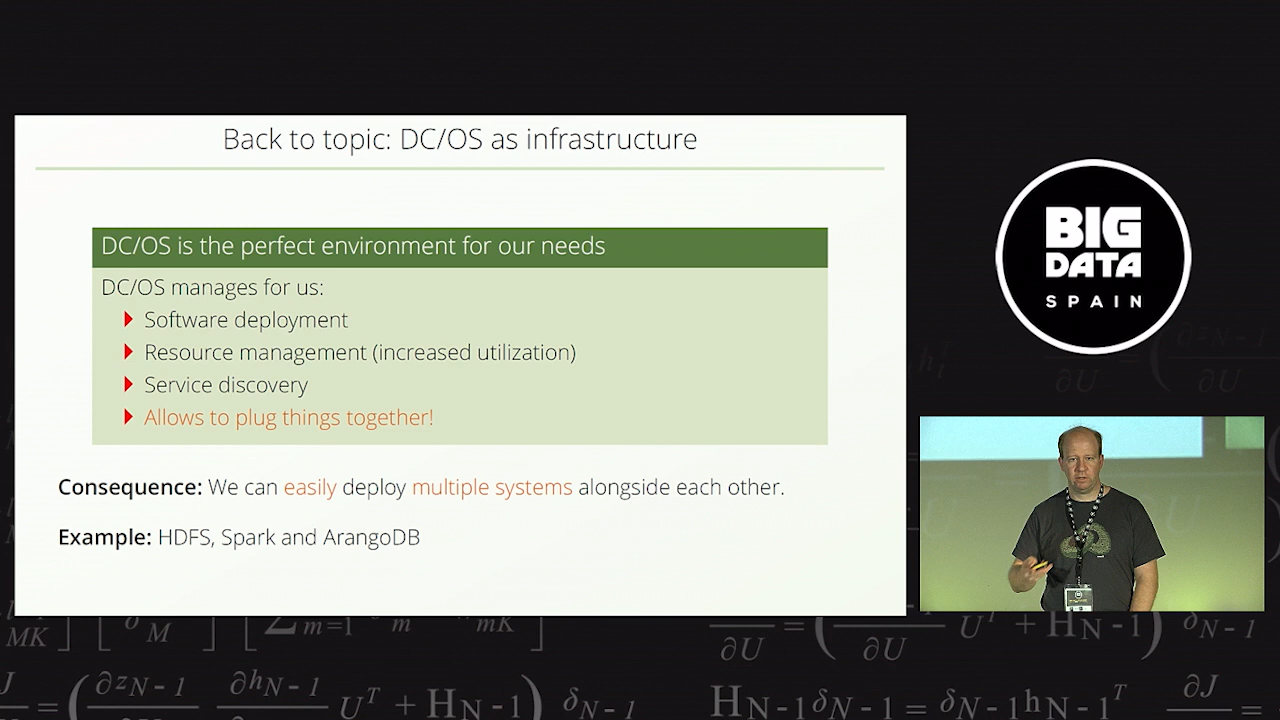 Back to topic: DC/OS as infrastructure
DC/OS is the perfect environment for our needs
DC/OS manages for us:
Software deployment
Resource management (increased utilization)
Service discovery
Allows to plug things together!
Consequence: We can easily deploy multiple systems alongside each other.
Example: HDFS, Spark and ArangoDB
BIG
DATA
SPAIN